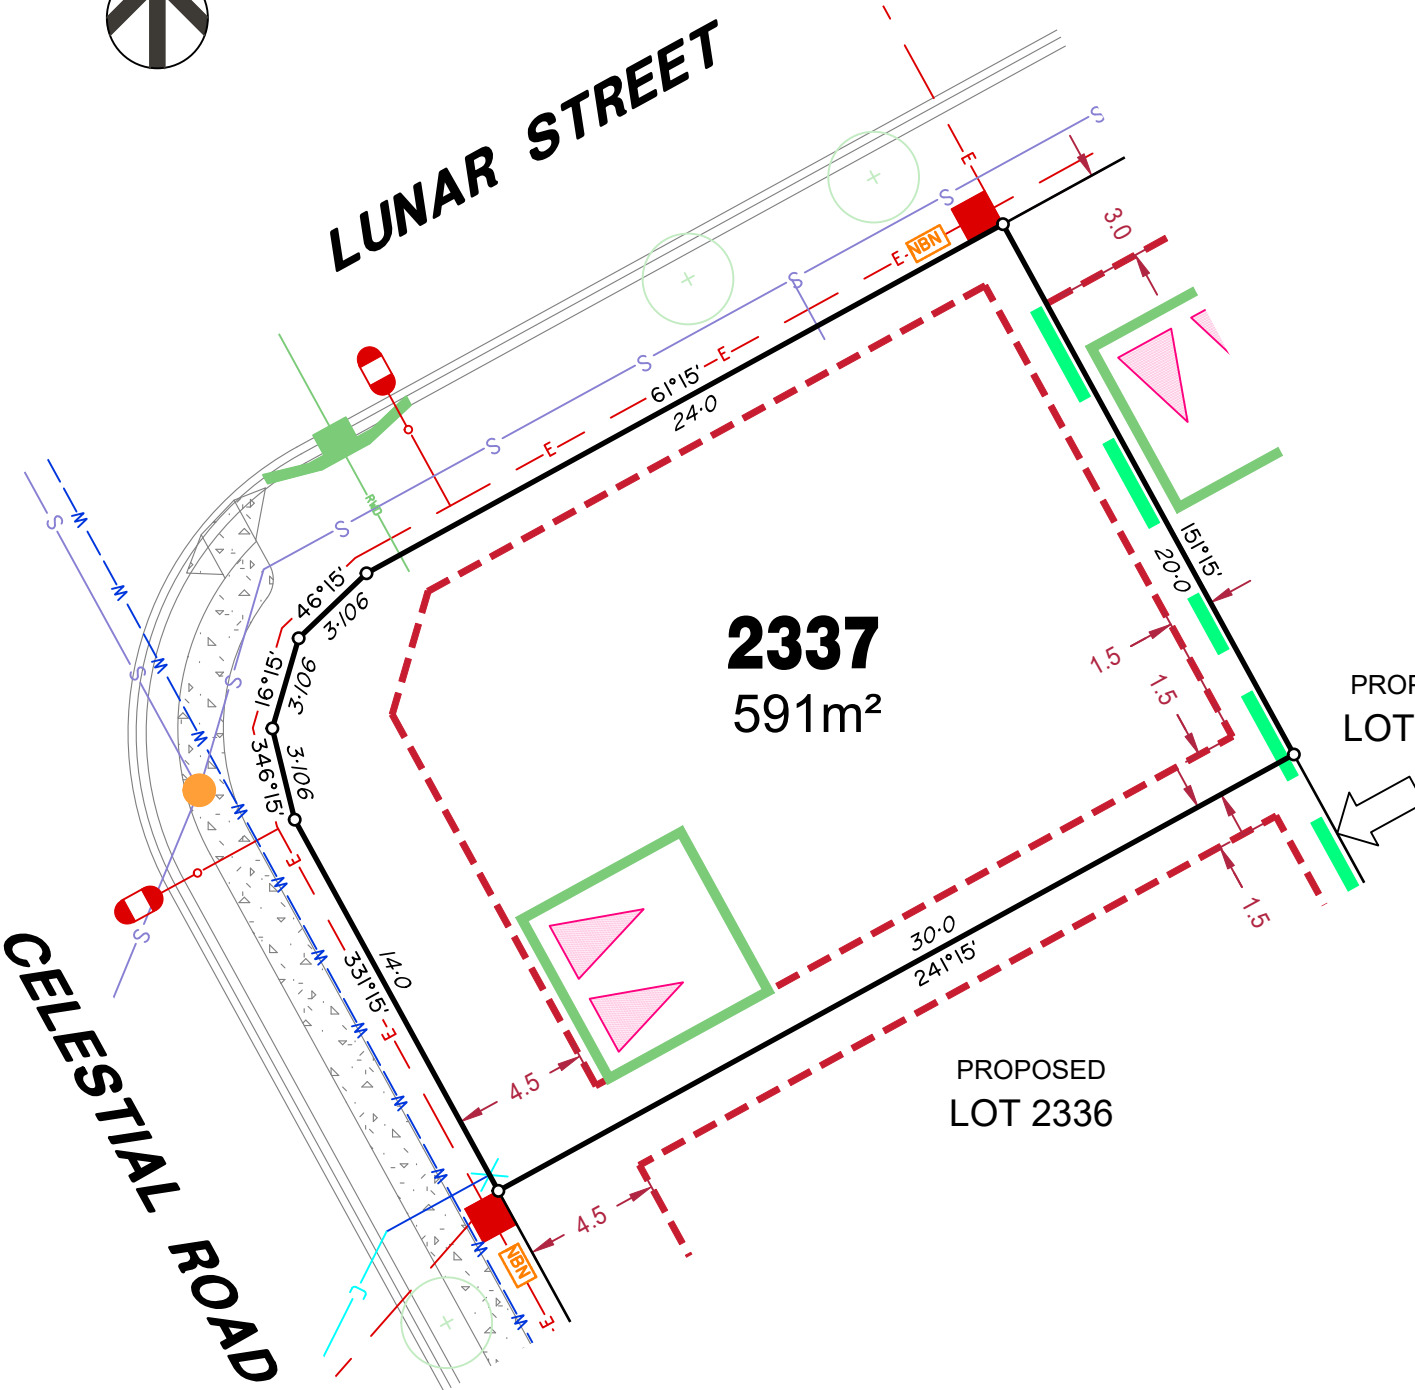 LUNAR STREET
S
E
3.0
S
NBN
E
S
E
S
61°15'
24·0
E
S
RWD
S
S
W
W
46°15'
3·106
151°15'
20·0
1.5
1.5
2337
591m²
16°15'
3·106
S
S
W
W
346°15'
3·106
W
PROP
LOT
E
W
S
14·0
331°15'
E
W
W
W
W
30·0
241°15'
1.5
CELESTIAL ROAD
4.5
4.5
PROPOSED
LOT 2336
W
NBN
E
W